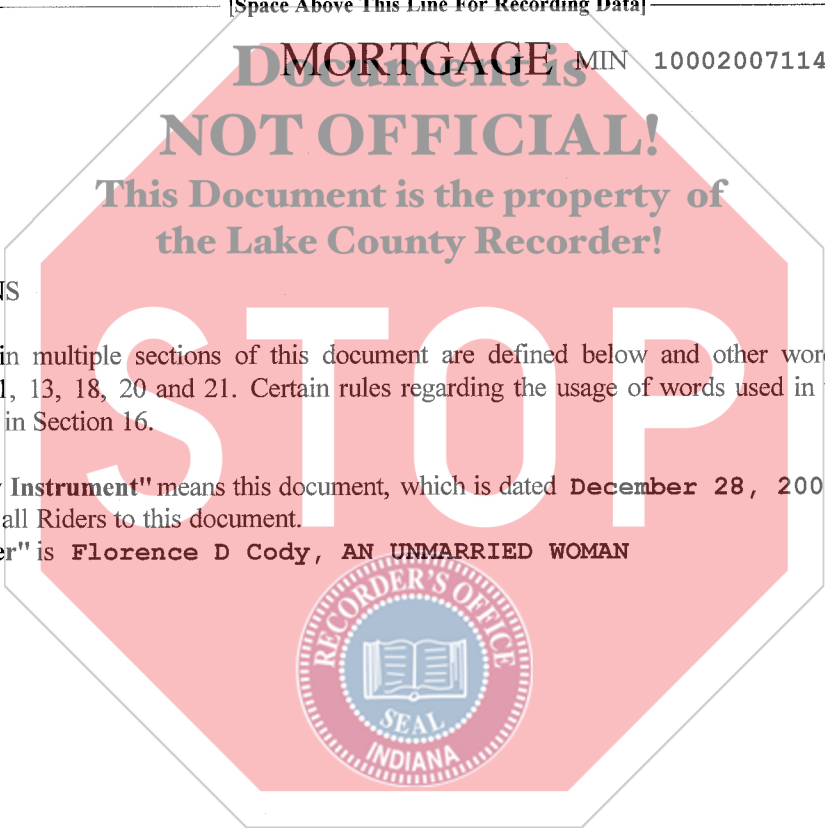 [Space Above This Line For Recording Data]
MORTGAGE MIN 10002007114
Document is
NOT OFFICIAL!
This Document is the property of
the Lake County Recorder!
NS
in multiple sections of this document are defined below and other wor
1, 13, 18, 20 and 21. Certain rules regarding the usage of words used in
in Section 16.
STOP
Instrument" means this document, which is dated December 28, 200
all Riders to this document.
er" is Florence D Cody, AN UNMARRIED WOMAN
RECORDER'S OFFICE
SEAL
INDIANA